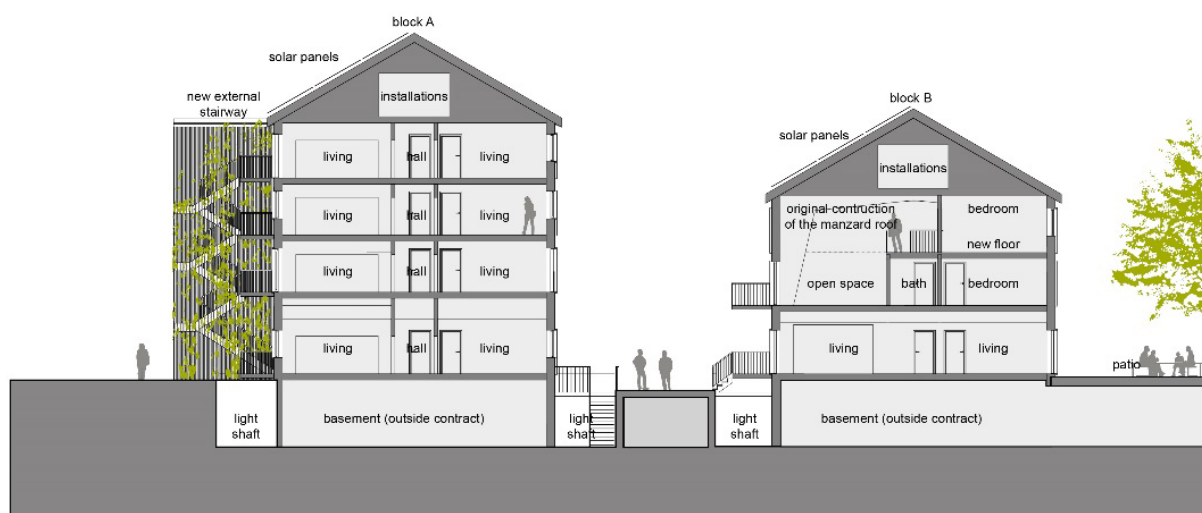 block A
solar panels
installations
new external
stairway
living
hall
living
living
hall
living
living
hall
living
living
hall
living
light
shaft
basement (outside contract)
light
shaft
block B
solar panels
installations
original contruction
of the manzard roof
bedroom
new floor
open space
bath
bedroom
living
living
patio
light
shaft
basement (outside contract)